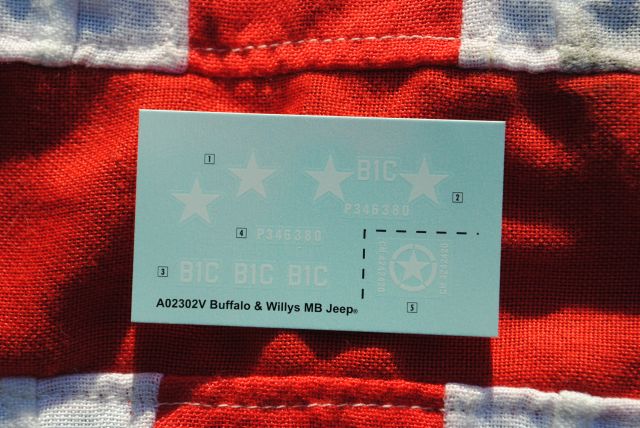 1
B1C
2
P346380
4
P346380
3
B1C B1C B1C
5
A02302V Buffalo & Willys MB Jeep®